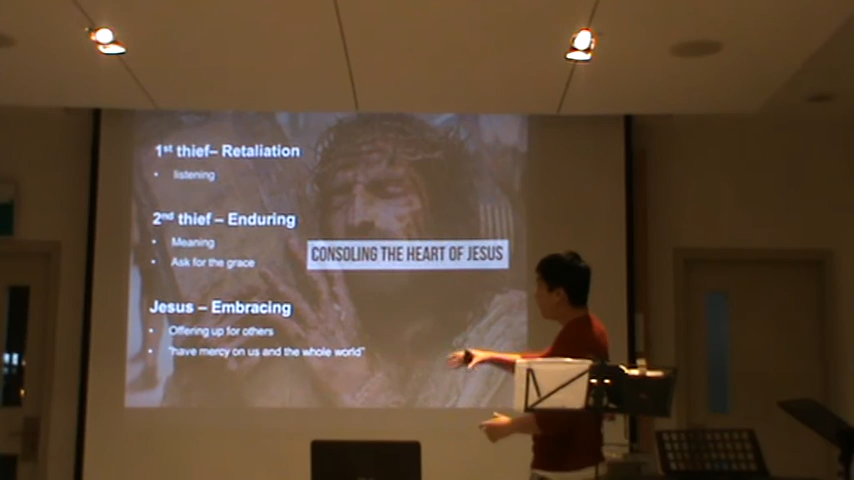 1st thief– Retaliation
• listening
2nd thief – Enduring
• Meaning
• Ask for the grace
CONSOLING THE HEART OF JESUS
Jesus – Embracing
• Offering up for others
• "have mercy on us and the whole world"